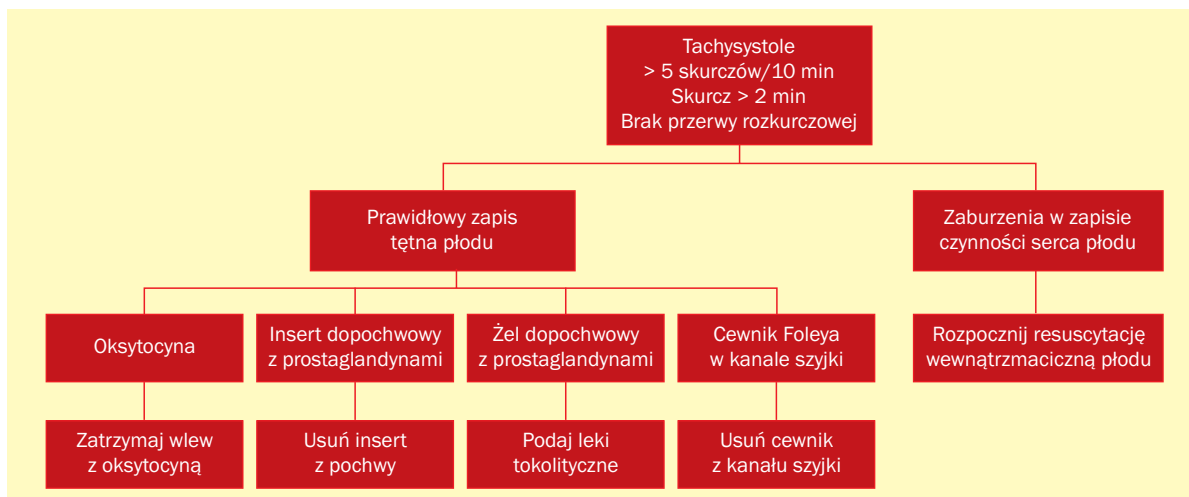 Tachysystole
> 5 skurczów/10 min
Skurcz > 2 min
Brak przerwy rozkurczowej
Prawidłowy zapis
tętna płodu
Zaburzenia w zapisie
czynności serca płodu
Oksytocyna
Insert dopochwowy
z prostaglandynami
Żel dopochwowy
z prostaglandynami
Cewnik Foleya
w kanale szyjki
Rozpocznij resuscytację
wewnątrzmaciczną płodu
Zatrzymaj wlew
z oksytocyną
Usuń insert
z pochwy
Podaj leki
tokolityczne
Usuń cewnik
z kanału szyjki